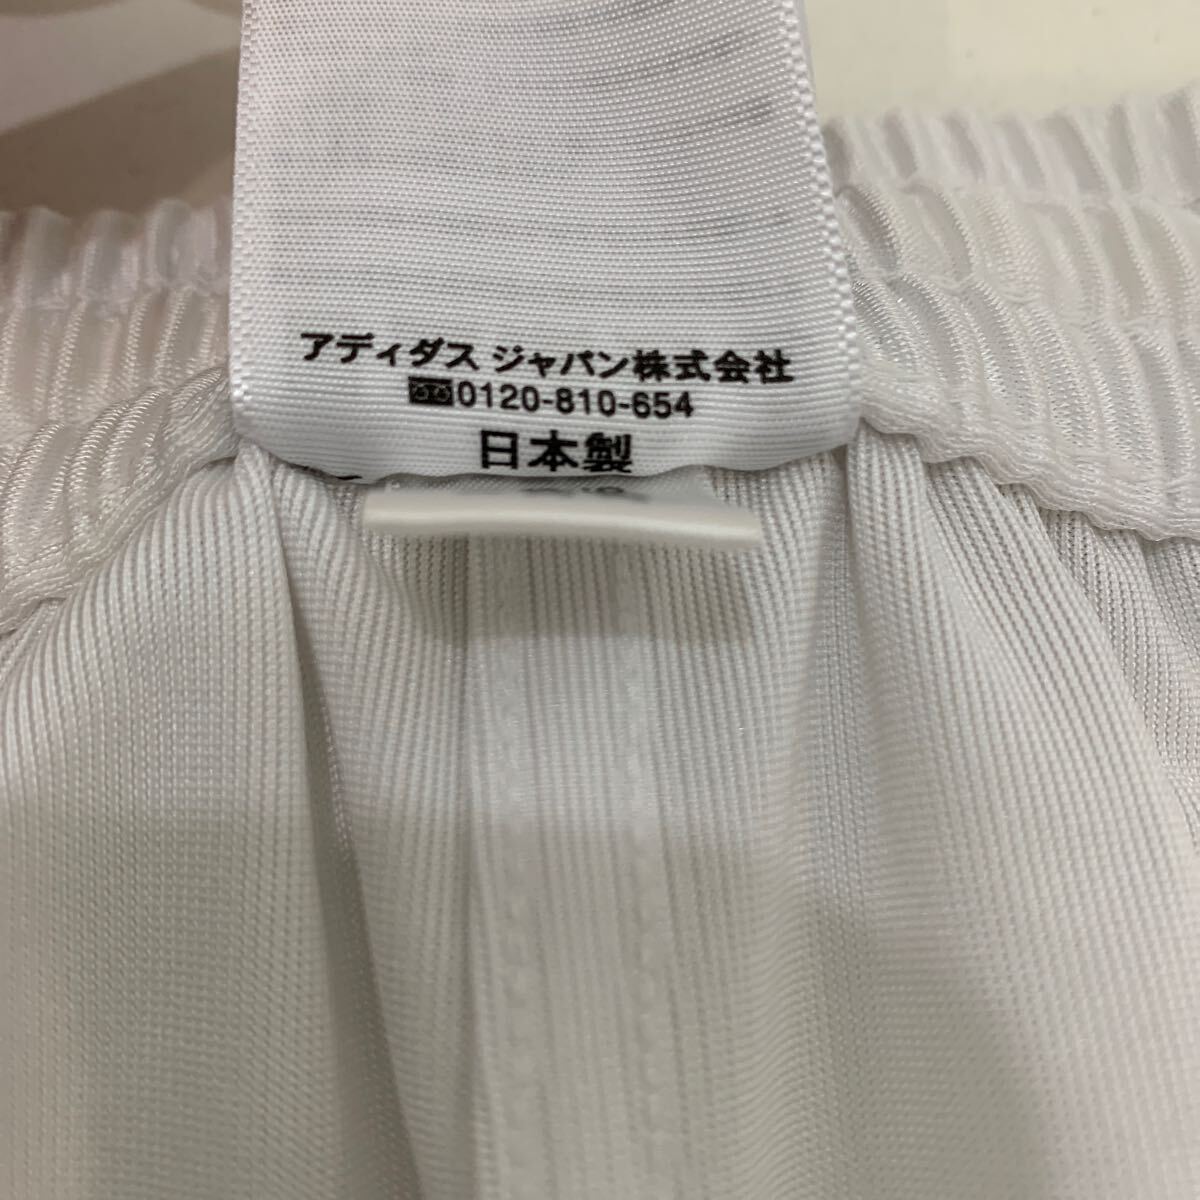 アディダス ジャパン株式会社
0120-810-654
日本製